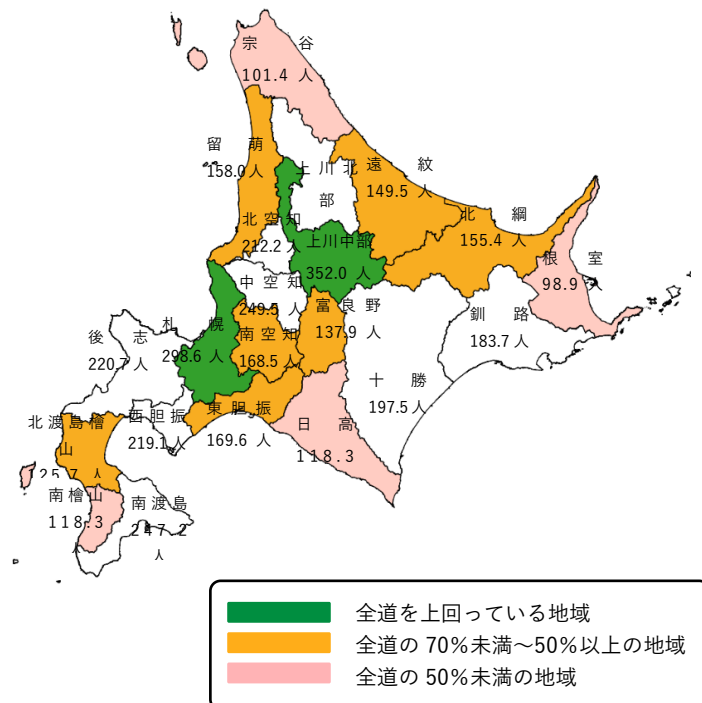 宗谷
101.4 人
留萌
158.0 人
上川北部
遠紋
149.5 人
北空知
212.2 人
上川中部
352.0 人
北網
155.4 人
根室
98.9 人
中空知
249.5 人
富良野
137.9 人
釧路
183.7 人
後志
220.7 人
札幌
298.6 人
南空知
168.5 人
十勝
197.5 人
北渡島檜
山
125.7 人
西胆振
219.1 人
東胆振
169.6 人
日高
118.3
南檜山
118.3
人
南渡島
247.2
人
全道を上回っている地域
全道の 70%未満～50%以上の地域
全道の 50%未満の地域